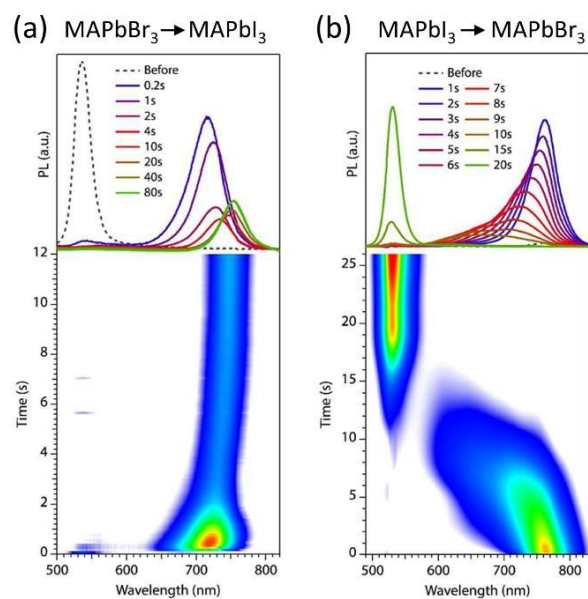 (a) MAPbBr₃→MAPbI₃
PL (a.u.)
Before
0.2s
1s
2s
4s
10s
20s
40s
80s
Time (s)
12
10
8
6
4
2
0
500 600 700 800
Wavelength (nm)
(b) MAPbI₃→MAPbBr₃
PL (a.u.)
Before
1s 7s
2s 8s
3s 9s
4s 10s
5s 15s
6s 20s
Time (s)
25
20
15
10
5
0
500 600 700 800
Wavelength (nm)